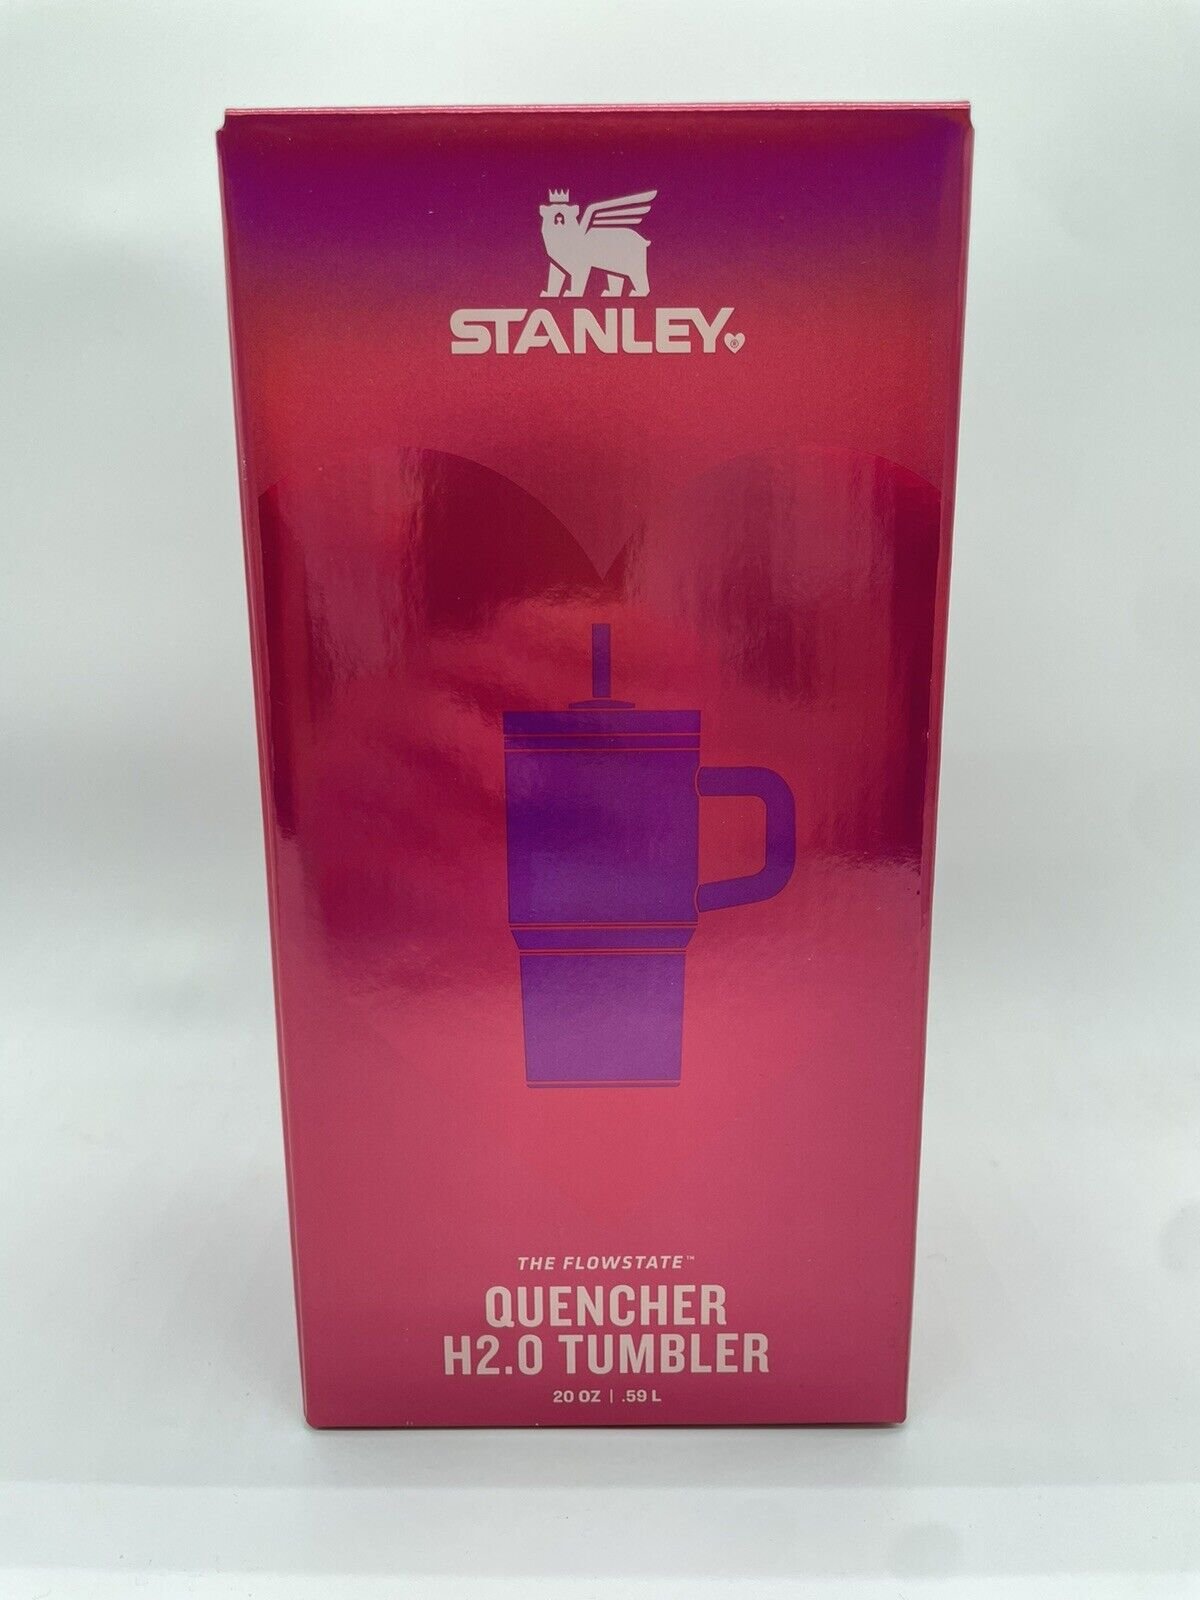 STANLEY®
THE FLOWSTATE™
QUENCHER
H2.0 TUMBLER
20 OZ | .59 L